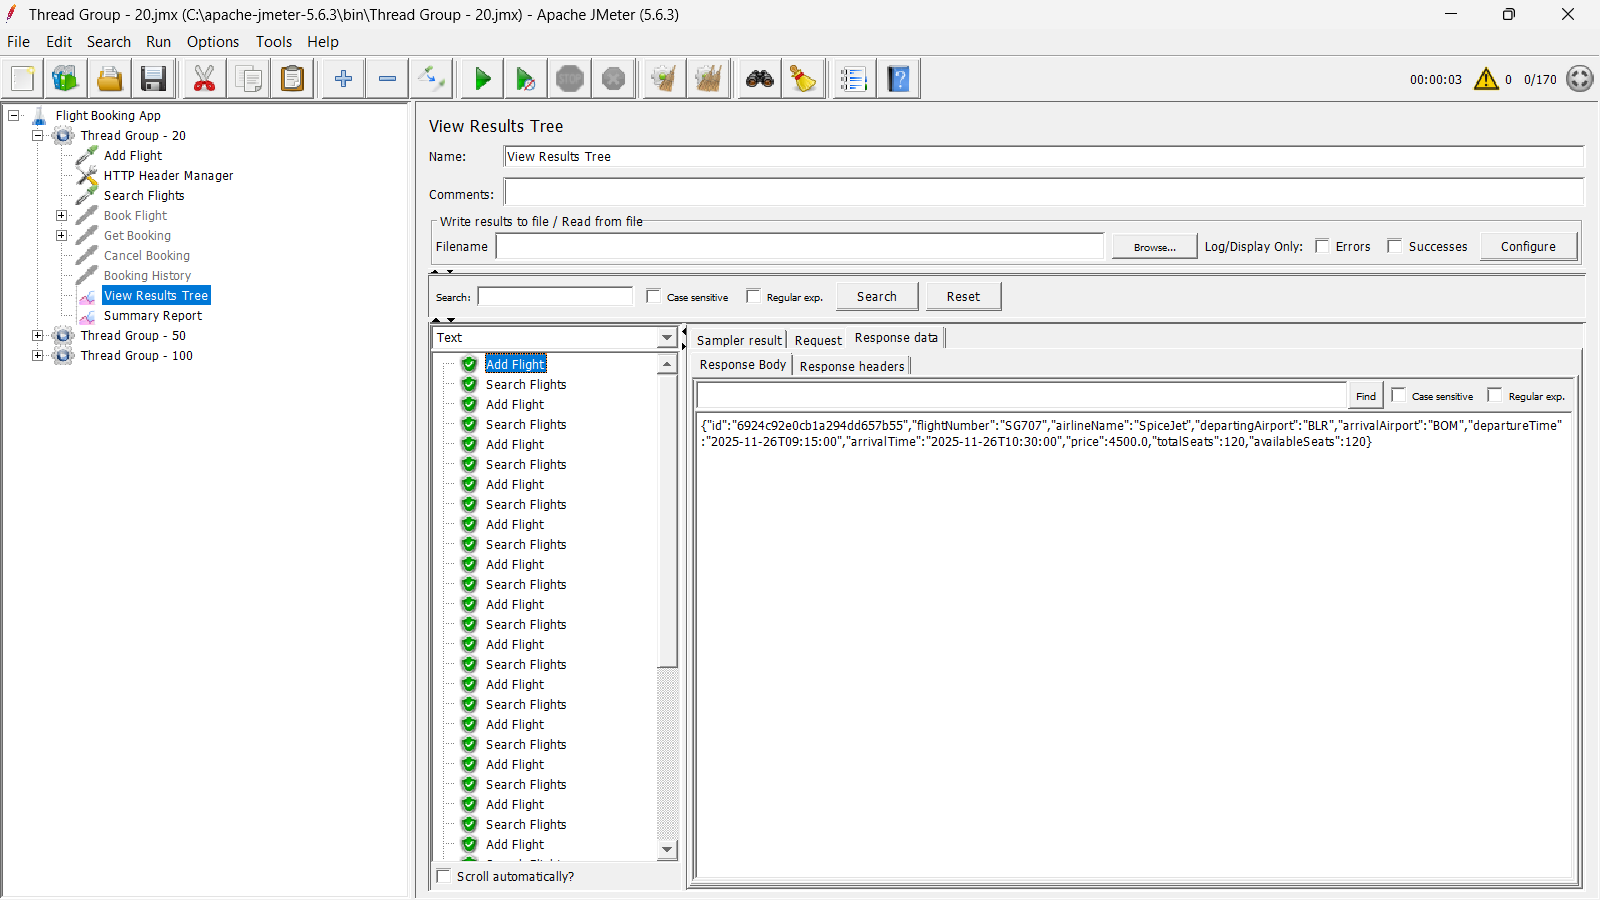 Thread Group - 20.jmx (C:\apache-jmeter-5.6.3\bin\Thread Group - 20.jmx) - Apache JMeter (5.6.3)
File Edit Search Run Options Tools Help
STOP
00:00:03 0 0/170
Flight Booking App
Thread Group - 20
Add Flight
HTTP Header Manager
Search Flights
Book Flight
Get Booking
Cancel Booking
Booking History
View Results Tree
Summary Report
Thread Group - 50
Thread Group - 100
View Results Tree
Name: View Results Tree
Comments:
Write results to file / Read from file
Filename Browse... Log/Display Only: Errors Successes Configure
Search: Case sensitive Regular exp. Search Reset
Text
Add Flight
Search Flights
Add Flight
Search Flights
Add Flight
Search Flights
Add Flight
Search Flights
Add Flight
Search Flights
Add Flight
Search Flights
Add Flight
Search Flights
Add Flight
Search Flights
Add Flight
Search Flights
Add Flight
Search Flights
Add Flight
Search Flights
Add Flight
Search Flights
Add Flight
Scroll automatically?
Sampler result Request Response data
Response Body Response headers
Find Case sensitive Regular exp.
{"id":"6924c92e0cb1a294dd657b55","flightNumber":"SG707","airlineName":"SpiceJet","departingAirport":"BLR","arrivalAirport":"BOM","departureTime"
:"2025-11-26T09:15:00","arrivalTime":"2025-11-26T10:30:00","price":4500.0,"totalSeats":120,"availableSeats":120}